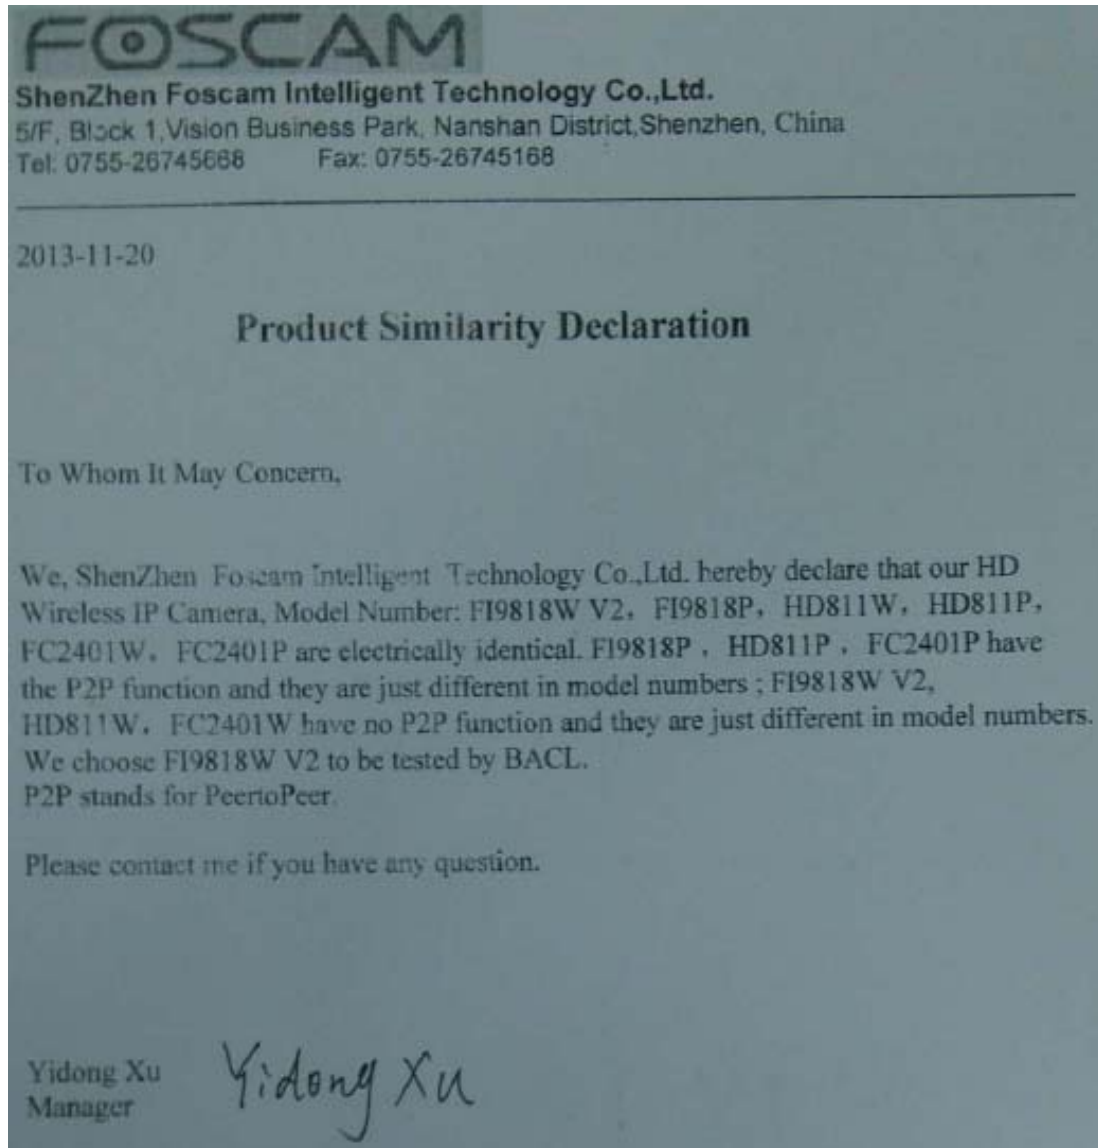 FOSCAM
ShenZhen Foscam Intelligent Technology Co.,Ltd.
5/F, Block 1,Vision Business Park, Nanshan District,Shenzhen, China
Tel: 0755-26745668 Fax: 0755-26745168
2013-11-20
Product Similarity Declaration
To Whom It May Concern,
We, ShenZhen Foscam Intelligent Technology Co.,Ltd. hereby declare that our HD
Wireless IP Camera, Model Number: FI9818W V2, FI9818P, HD811W, HD811P,
FC2401W, FC2401P are electrically identical. FI9818P , HD811P , FC2401P have
the P2P function and they are just different in model numbers ; FI9818W V2,
HD811W, FC2401W have no P2P function and they are just different in model numbers.
We choose FI9818W V2 to be tested by BACL.
P2P stands for PeertoPeer.
Please contact me if you have any question.
Yidong Xu Yidong Xu
Manager